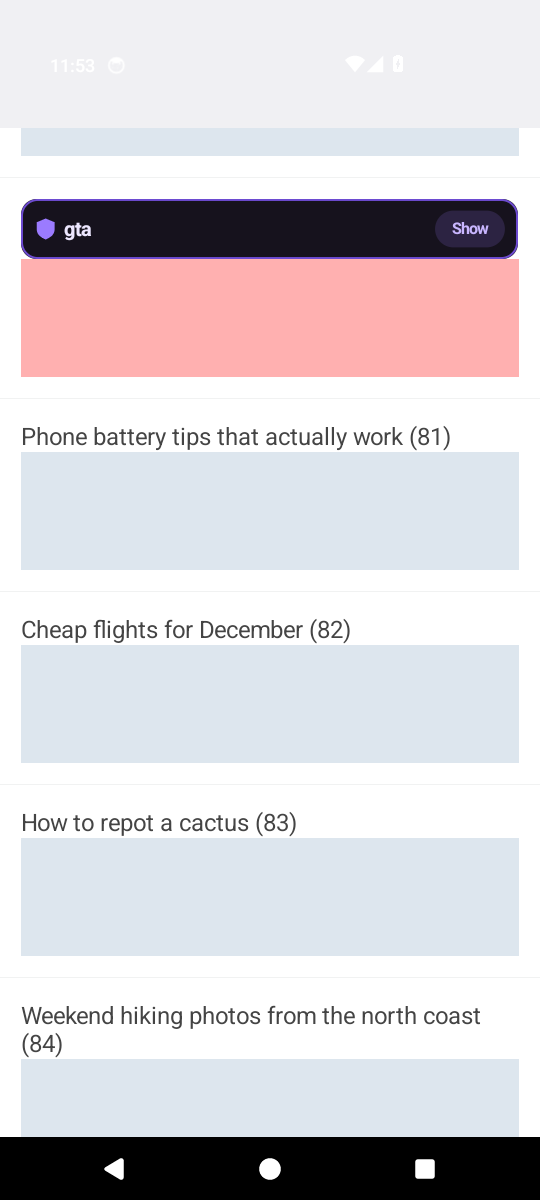 11:53
gta
Show
Phone battery tips that actually work (81)
Cheap flights for December (82)
How to repot a cactus (83)
Weekend hiking photos from the north coast
(84)